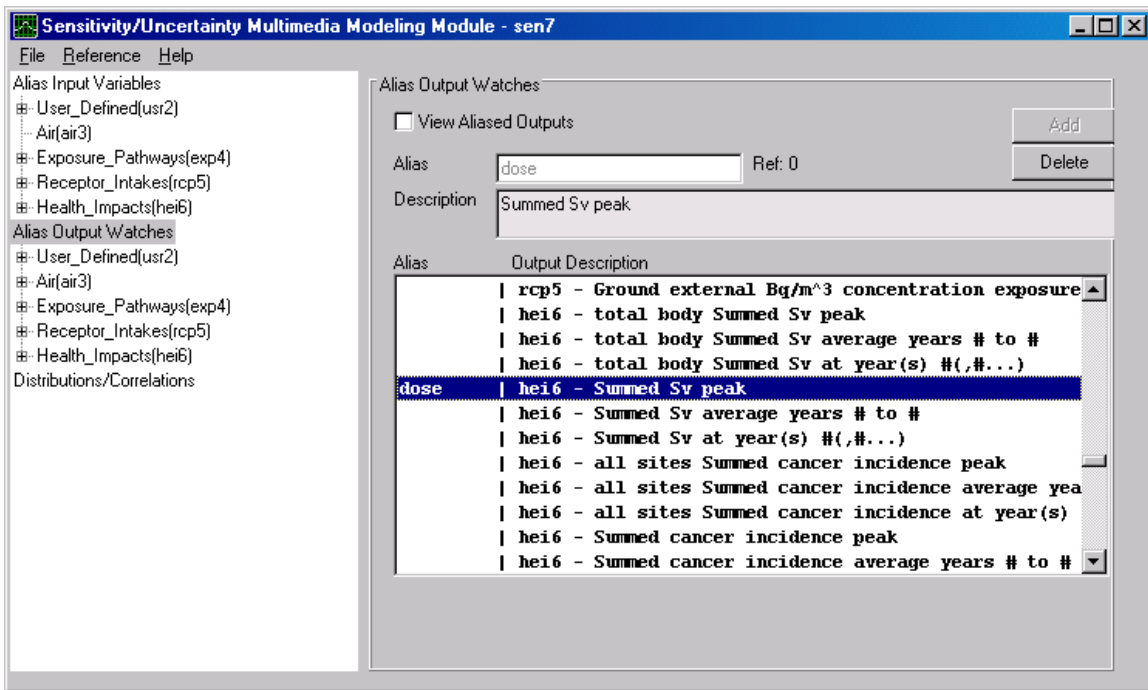 Sensitivity/Uncertainty Multimedia Modeling Module - sen7
File Reference Help
Alias Input Variables
User_Defined(usr2)
Air(air3)
Exposure_Pathways(exp4)
Receptor_Intakes(rcp5)
Health_Impacts(hei6)
Alias Output Watches
User_Defined(usr2)
Air(air3)
Exposure_Pathways(exp4)
Receptor_Intakes(rcp5)
Health_Impacts(hei6)
Distributions/Correlations
Alias Output Watches
View Aliased Outputs
Add
Alias dose Ref: 0 Delete
Description Summed Sv peak
Alias Output Description
| rcp5 - Ground external Bq/m^3 concentration exposure
| hei6 - total body Summed Sv peak
| hei6 - total body Summed Sv average years # to #
| hei6 - total body Summed Sv at year(s) #(,#...)
dose | hei6 - Summed Sv peak
| hei6 - Summed Sv average years # to #
| hei6 - Summed Sv at year(s) #(,#...)
| hei6 - all sites Summed cancer incidence peak
| hei6 - all sites Summed cancer incidence average yea
| hei6 - all sites Summed cancer incidence at year(s)
| hei6 - Summed cancer incidence peak
| hei6 - Summed cancer incidence average years # to #